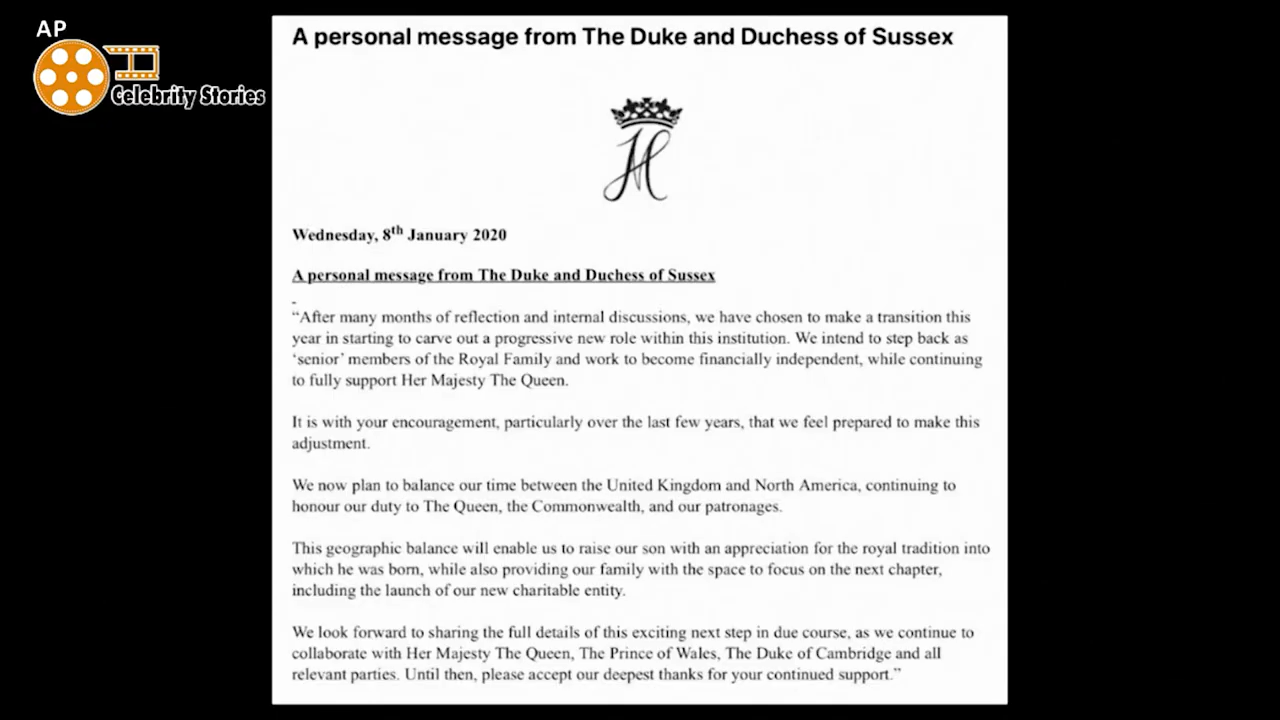 AP
Celebrity Stories
A personal message from The Duke and Duchess of Sussex
Wednesday, 8th January 2020
A personal message from The Duke and Duchess of Sussex
“After many months of reflection and internal discussions, we have chosen to make a transition this
year in starting to carve out a progressive new role within this institution. We intend to step back as
‘senior’ members of the Royal Family and work to become financially independent, while continuing
to fully support Her Majesty The Queen.
It is with your encouragement, particularly over the last few years, that we feel prepared to make this
adjustment.
We now plan to balance our time between the United Kingdom and North America, continuing to
honour our duty to The Queen, the Commonwealth, and our patronages.
This geographic balance will enable us to raise our son with an appreciation for the royal tradition into
which he was born, while also providing our family with the space to focus on the next chapter,
including the launch of our new charitable entity.
We look forward to sharing the full details of this exciting next step in due course, as we continue to
collaborate with Her Majesty The Queen, The Prince of Wales, The Duke of Cambridge and all
relevant parties. Until then, please accept our deepest thanks for your continued support.”